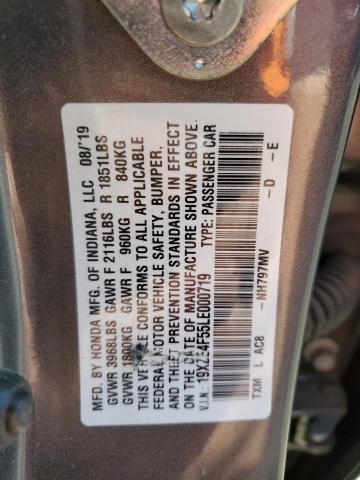 MFD. BY HONDA MFG. OF INDIANA, LLC 08/'19
GVWR 3968LBS GAWR F 2116LBS R 1851LBS
GVWR 1800KG GAWR F 960KG R 840KG
THIS VEHICLE CONFORMS TO ALL APPLICABLE
FEDERAL MOTOR VEHICLE SAFETY, BUMPER,
AND THEFT PREVENTION STANDARDS IN EFFECT
ON THE DATE OF MANUFACTURE SHOWN ABOVE.
V.I.N.: 19XZE4F55LE000719 TYPE: PASSENGER CAR
NH797MV -D -E
TXM L AC8